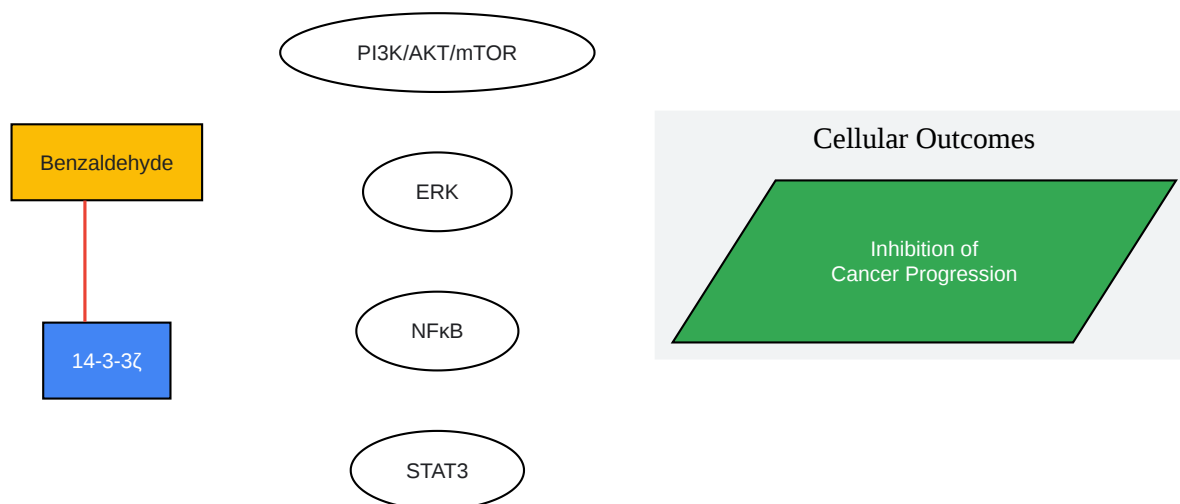 PI3K/AKT/mTOR
Cellular Outcomes
Benzaldehyde
ERK
Inhibition of
Cancer Progression
NFκB
14-3-3ζ
STAT3